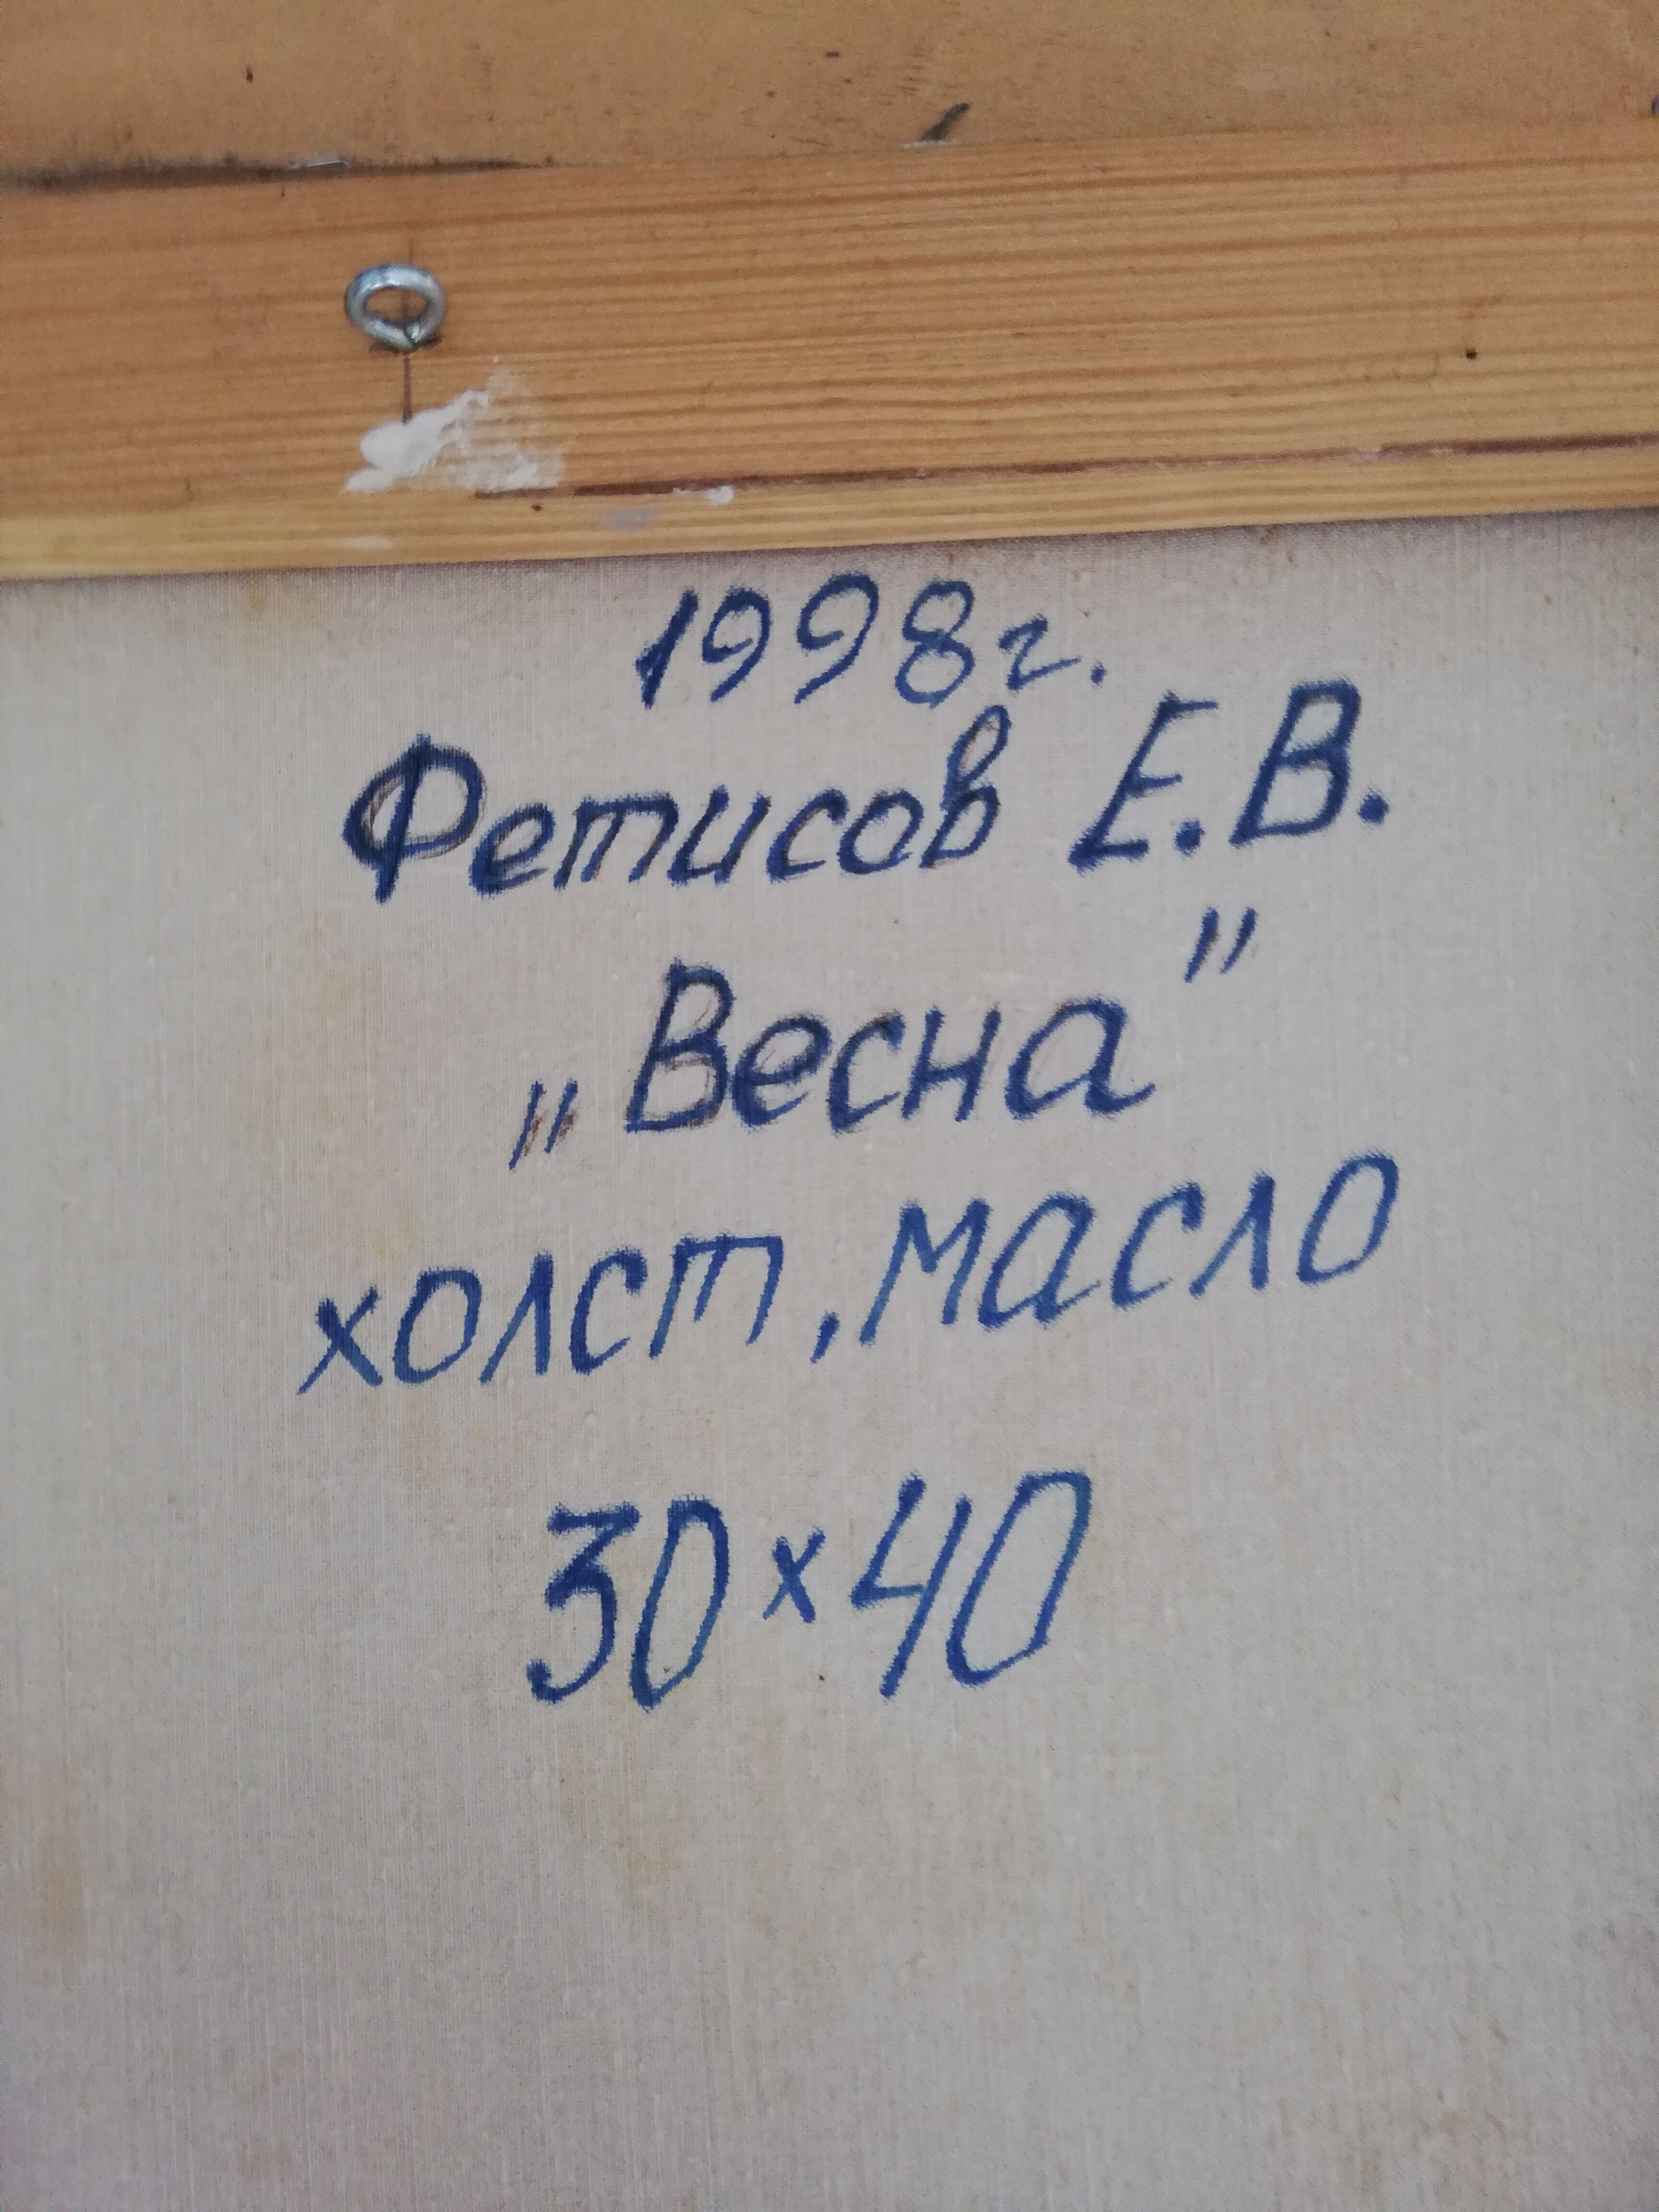 1998г.
Фетисов Е.В.
„Весна”
холст, масло
30×40